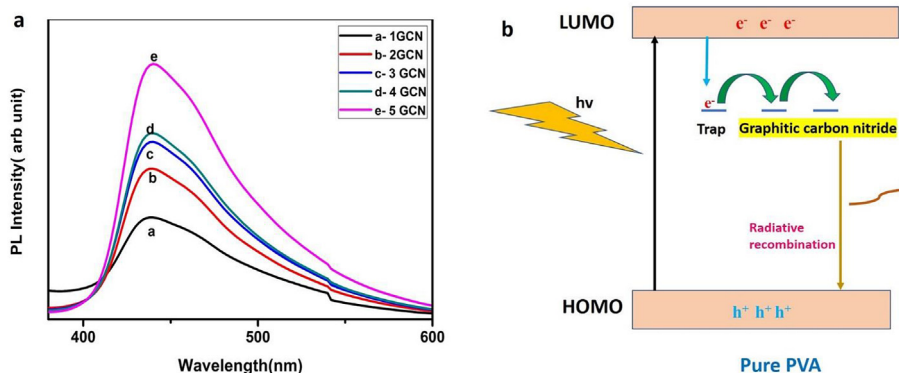 a
PL Intensity( arb unit)
a- 1GCN
b- 2GCN
c- 3 GCN
d- 4 GCN
e- 5 GCN
e
d
c
b
a
400
500
600
Wavelength(nm)
b
LUMO
e- e- e-
hv
e-
Trap
Graphitic carbon nitride
Radiative
recombination
HOMO
h+ h+ h+
Pure PVA